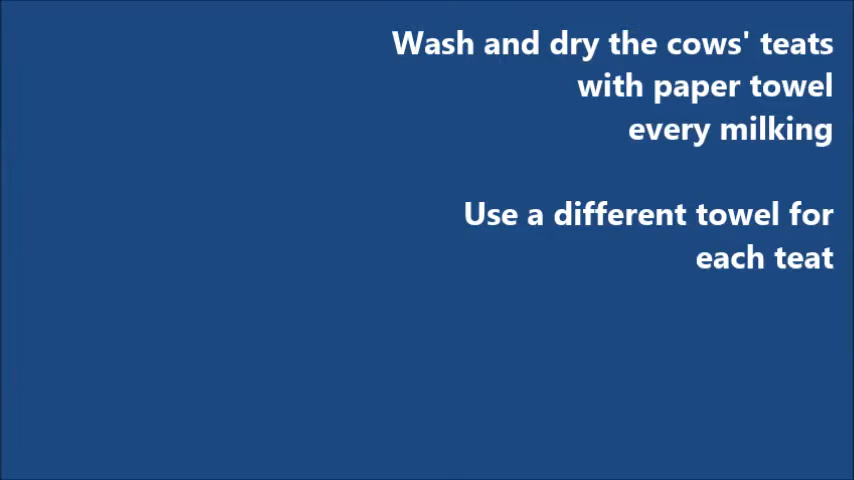 Wash and dry the cows' teats
with paper towel
every milking
Use a different towel for
each teat